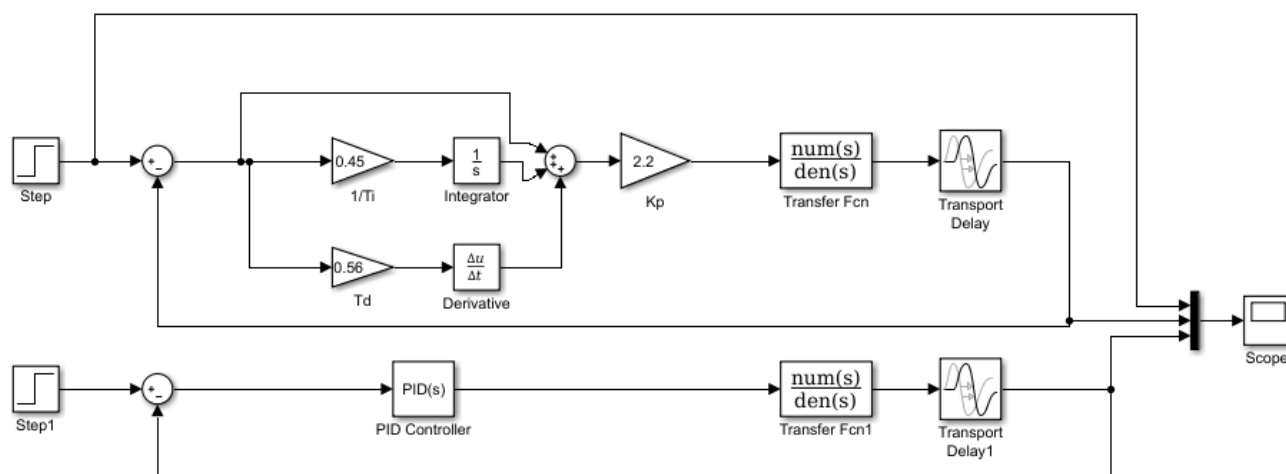 Step
+
−
0.45
1/Ti
1
s
Integrator
+
+
+
2.2
Kp
num(s)
den(s)
Transfer Fcn
Transport
Delay
0.56
Td
Δu
Δt
Derivative
Scope
Step1
+
−
PID(s)
PID Controller
num(s)
den(s)
Transfer Fcn1
Transport
Delay1